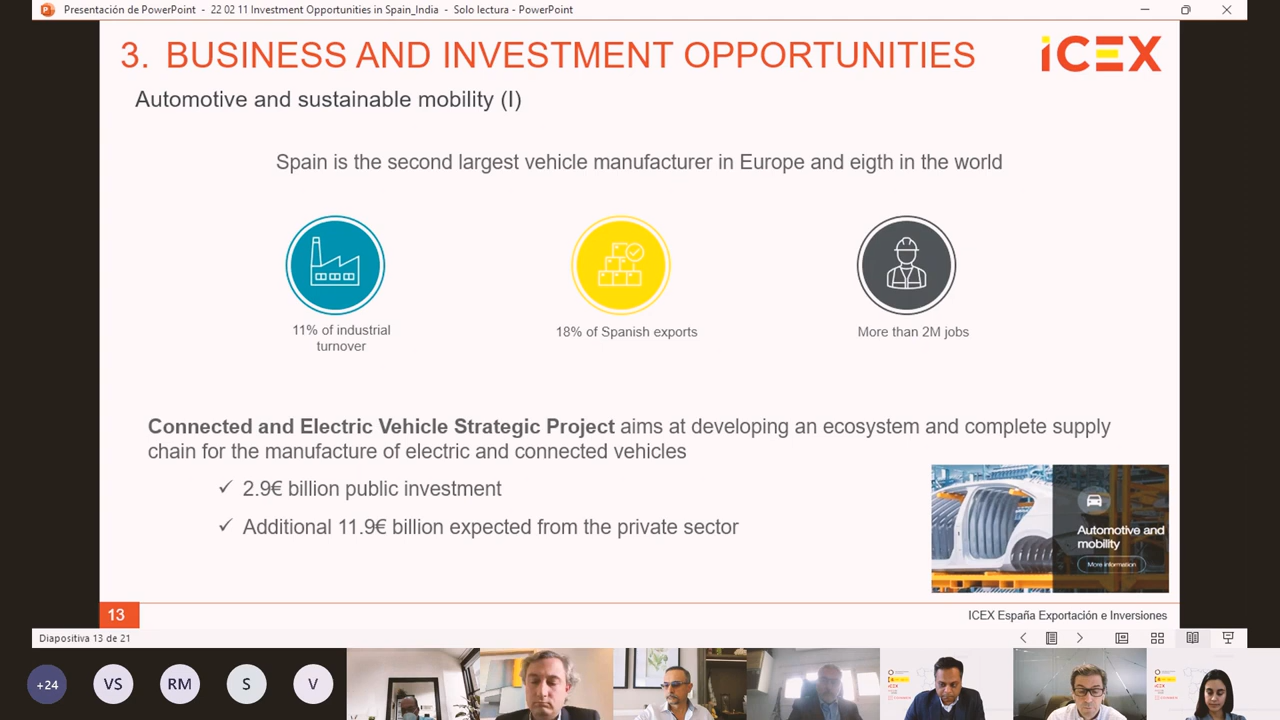 Presentación de PowerPoint - 22 02 11 Investment Opportunities in Spain_India - Solo lectura - PowerPoint
3. BUSINESS AND INVESTMENT OPPORTUNITIES
iCEX
Automotive and sustainable mobility (I)
Spain is the second largest vehicle manufacturer in Europe and eigth in the world
11% of industrial
turnover
18% of Spanish exports
More than 2M jobs
Connected and Electric Vehicle Strategic Project aims at developing an ecosystem and complete supply
chain for the manufacture of electric and connected vehicles
✓ 2.9€ billion public investment
✓ Additional 11.9€ billion expected from the private sector
Automotive and
mobility
More information
13
ICEX España Exportación e Inversiones
Diapositiva 13 de 21
+24
VS
RM
S
V